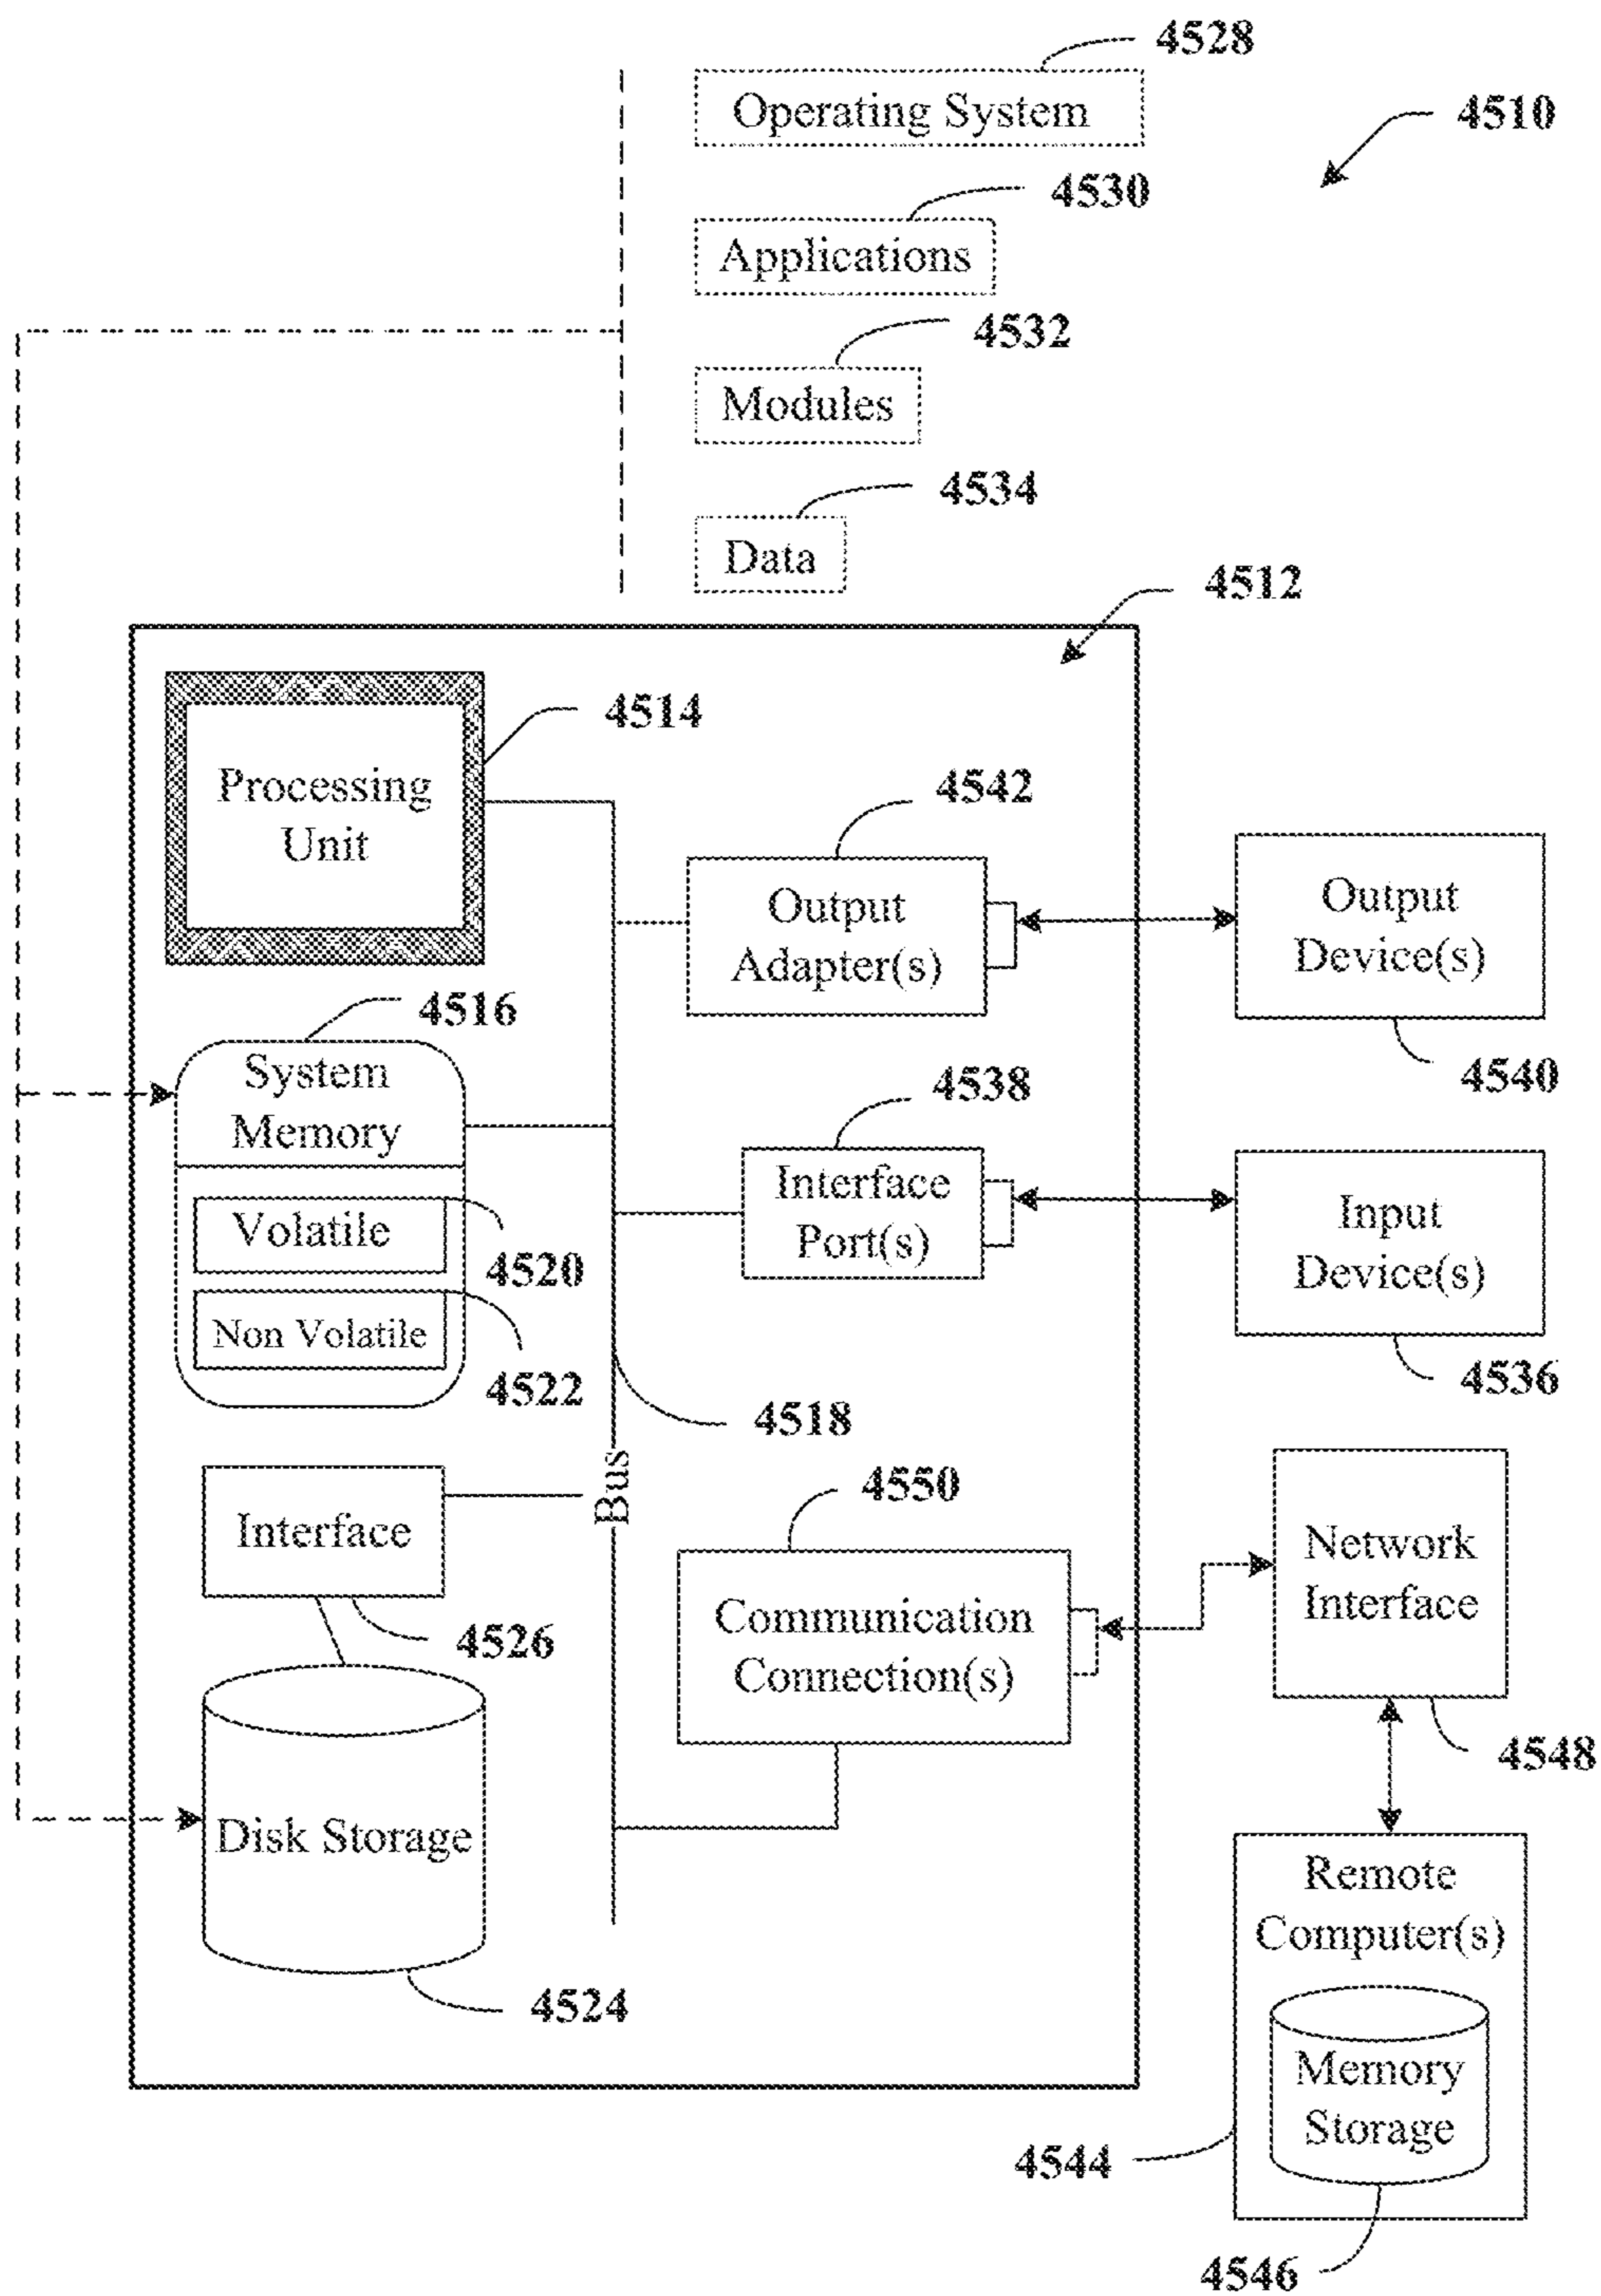 4528
Operating System
4510
4530
Applications
4532
Modules
4534
Data
4512
4514
Processing
Unit
4542
Output
Adapter(s)
Output
Device(s)
4540
4516
System
Memory
Volatile
4520
Non Volatile
4522
4538
Interface
Port(s)
Input
Device(s)
4536
4518
Bus
Interface
4526
4550
Communication
Connection(s)
Network
Interface
4548
Disk Storage
4524
Remote
Computer(s)
Memory
Storage
4544
4546